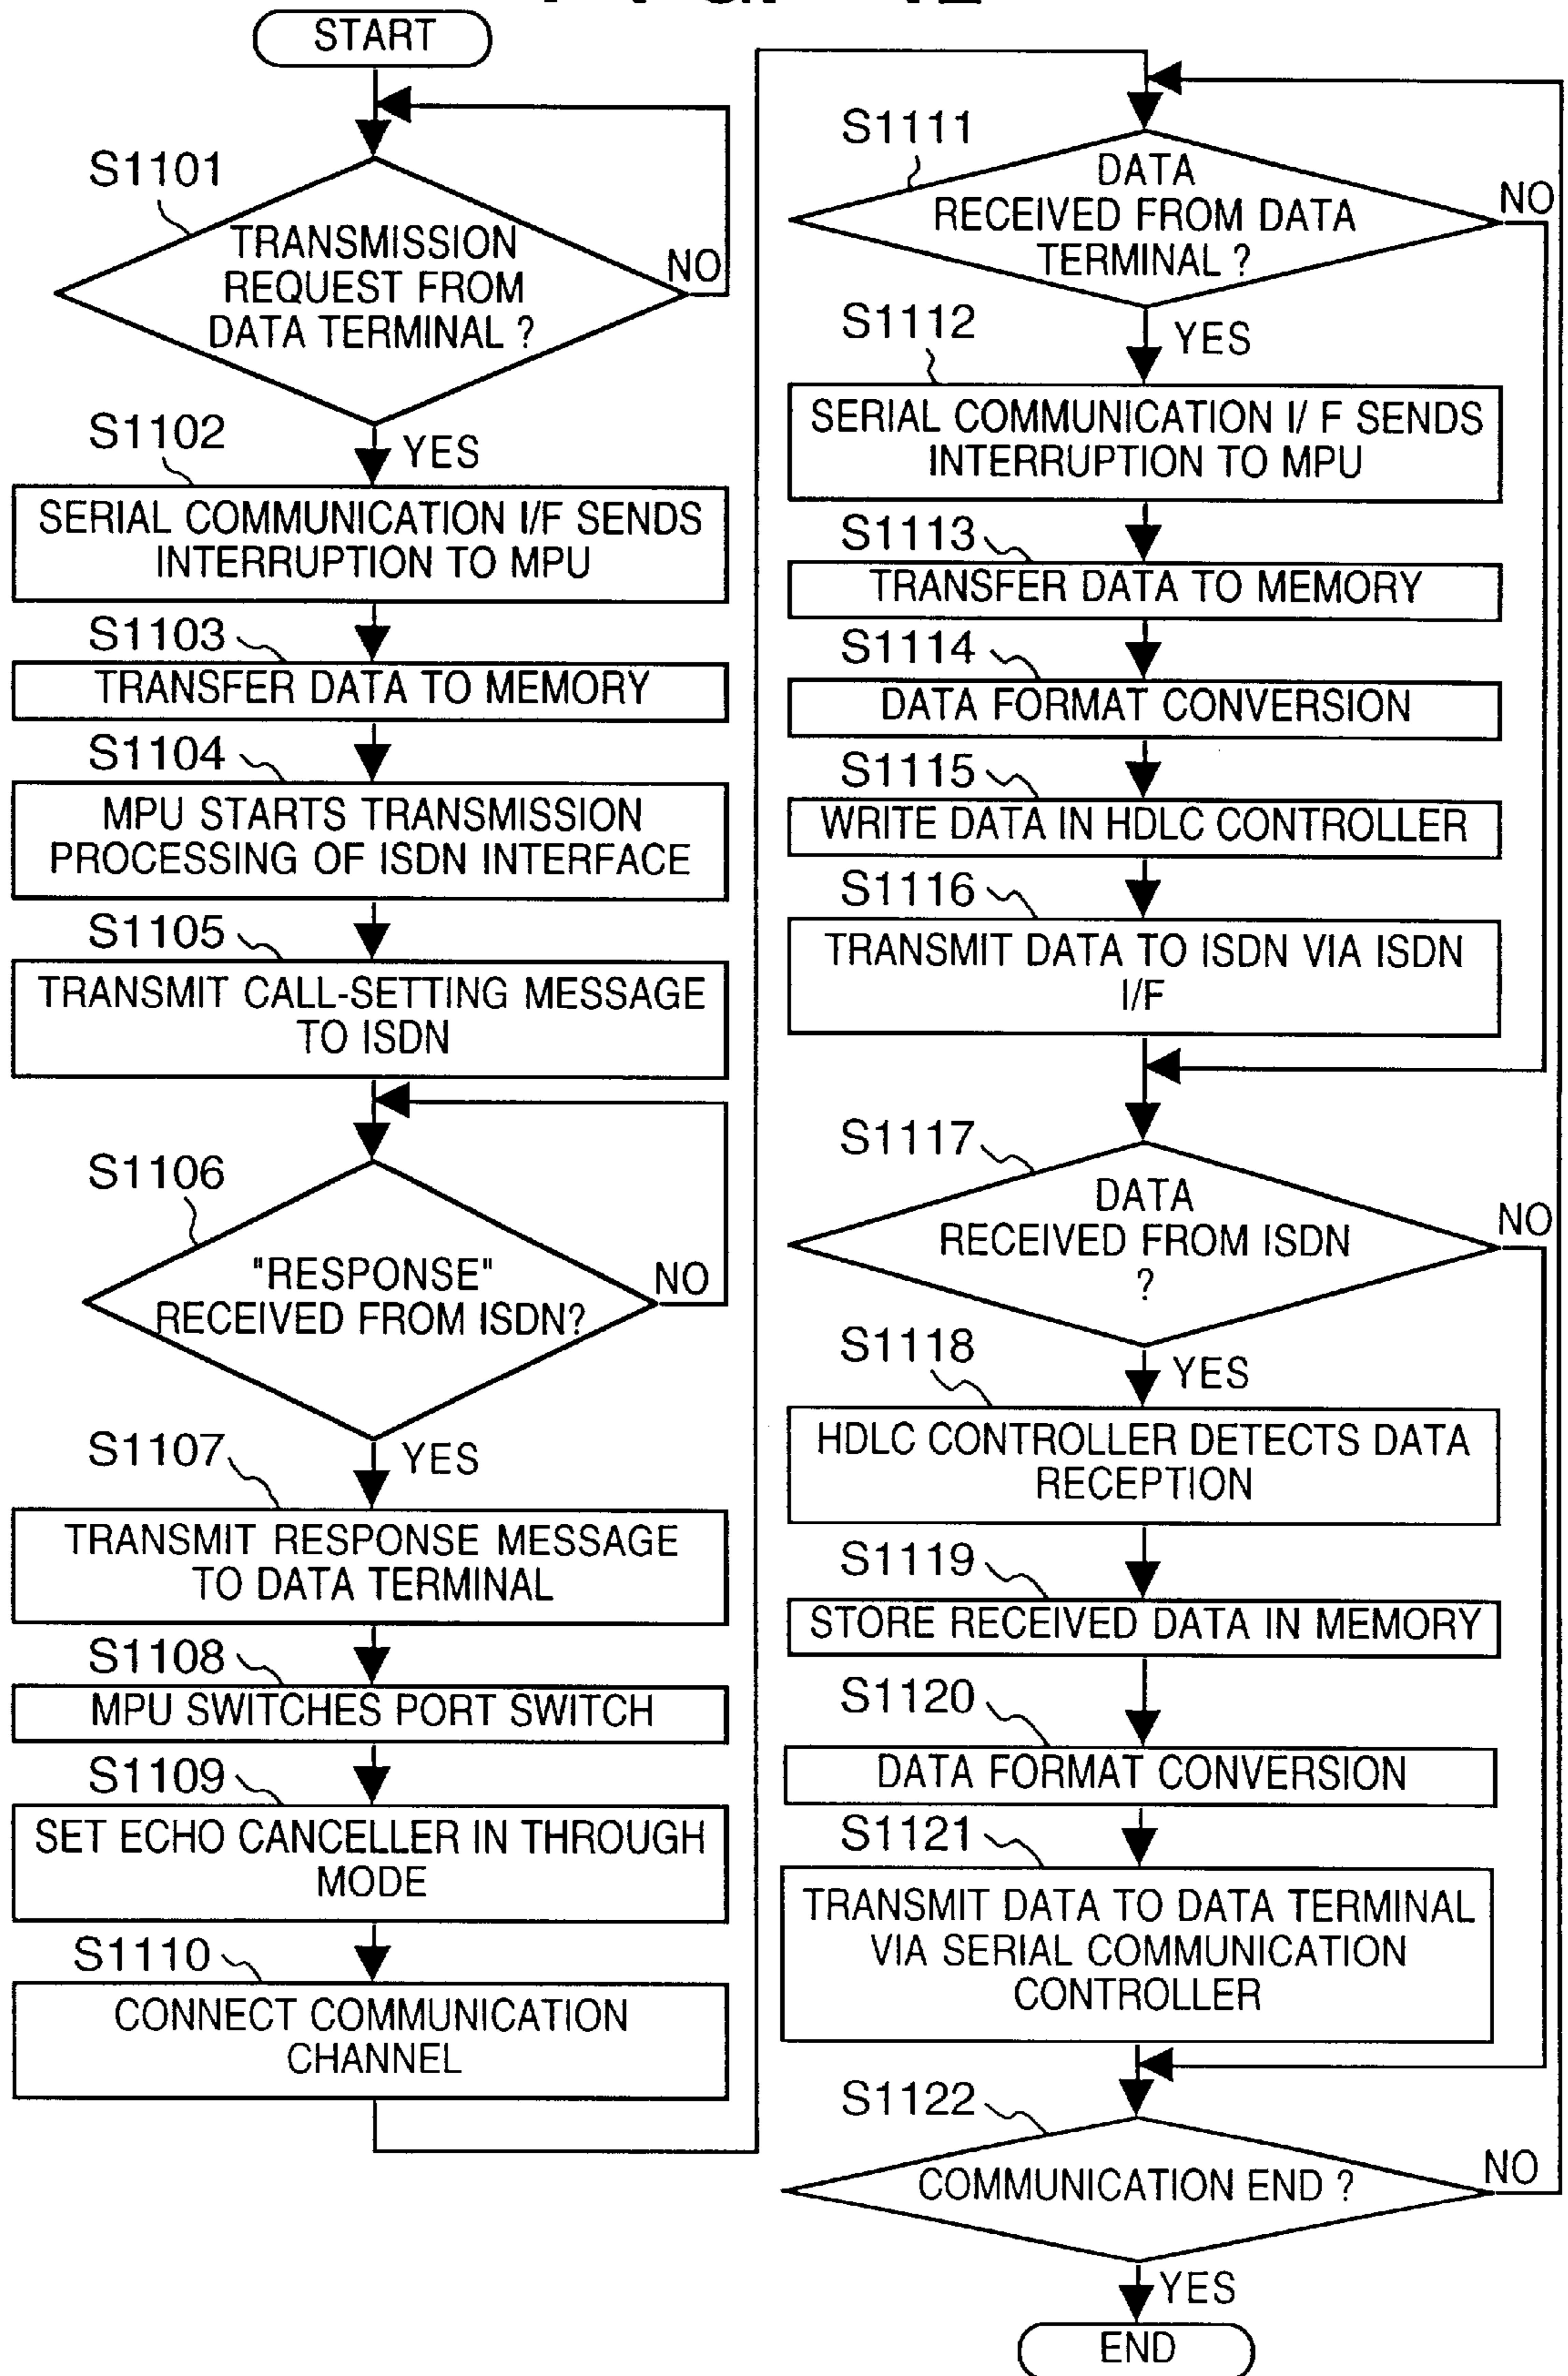 START
S1101
TRANSMISSION
REQUEST FROM
DATA TERMINAL ?
NO
YES
S1102
SERIAL COMMUNICATION I/F SENDS
INTERRUPTION TO MPU
S1103
TRANSFER DATA TO MEMORY
S1104
MPU STARTS TRANSMISSION
PROCESSING OF ISDN INTERFACE
S1105
TRANSMIT CALL-SETTING MESSAGE
TO ISDN
S1106
"RESPONSE"
RECEIVED FROM ISDN?
NO
YES
S1107
TRANSMIT RESPONSE MESSAGE
TO DATA TERMINAL
S1108
MPU SWITCHES PORT SWITCH
S1109
SET ECHO CANCELLER IN THROUGH
MODE
S1110
CONNECT COMMUNICATION
CHANNEL
S1111
DATA
RECEIVED FROM DATA
TERMINAL ?
NO
YES
S1112
SERIAL COMMUNICATION I/ F SENDS
INTERRUPTION TO MPU
S1113
TRANSFER DATA TO MEMORY
S1114
DATA FORMAT CONVERSION
S1115
WRITE DATA IN HDLC CONTROLLER
S1116
TRANSMIT DATA TO ISDN VIA ISDN
I/F
S1117
DATA
RECEIVED FROM ISDN
?
NO
YES
S1118
HDLC CONTROLLER DETECTS DATA
RECEPTION
S1119
STORE RECEIVED DATA IN MEMORY
S1120
DATA FORMAT CONVERSION
S1121
TRANSMIT DATA TO DATA TERMINAL
VIA SERIAL COMMUNICATION
CONTROLLER
S1122
COMMUNICATION END ?
NO
YES
END